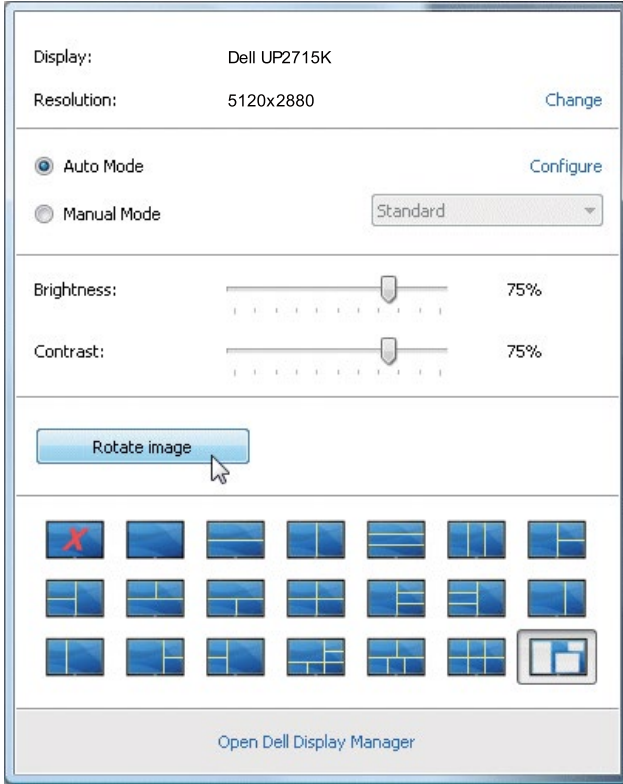 Display: Dell UP2715K
Resolution: 5120x2880 Change
Auto Mode Configure
Manual Mode Standard
Brightness: 75%
Contrast: 75%
Rotate image
Open Dell Display Manager